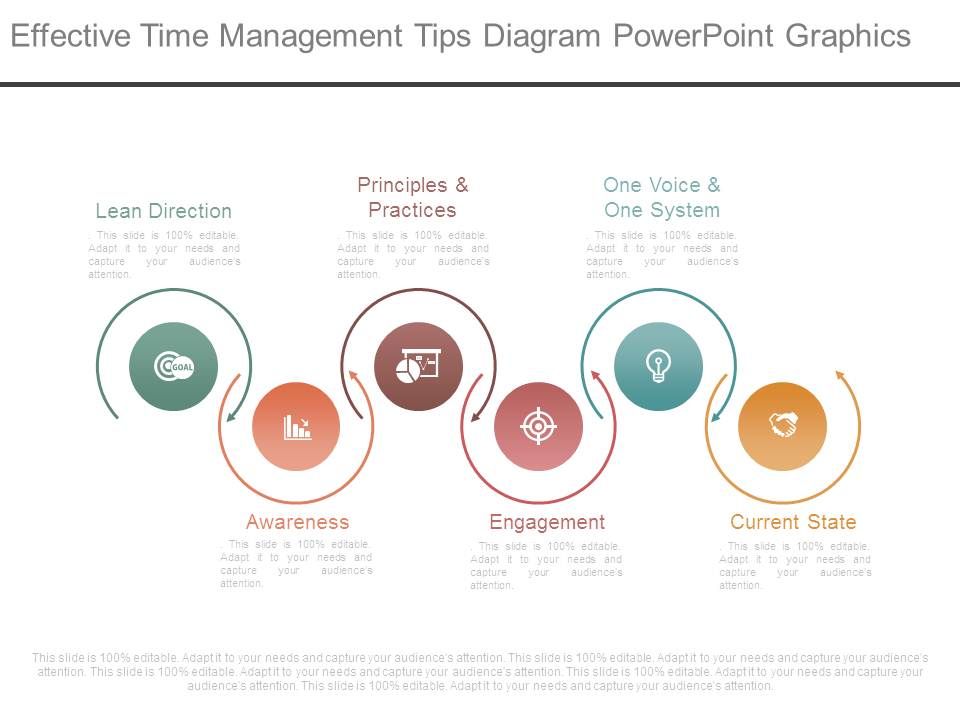 Effective Time Management Tips Diagram PowerPoint Graphics
Lean Direction
. This slide is 100% editable.
Adapt it to your needs and
capture your audience's
attention.
Principles &
Practices
. This slide is 100% editable.
Adapt it to your needs and
capture your audience's
attention.
One Voice &
One System
. This slide is 100% editable.
Adapt it to your needs and
capture your audience's
attention.
GOAL
Awareness
. This slide is 100% editable.
Adapt it to your needs and
capture your audience's
attention.
Engagement
. This slide is 100% editable.
Adapt it to your needs and
capture your audience's
attention.
Current State
. This slide is 100% editable.
Adapt it to your needs and
capture your audience's
attention.
This slide is 100% editable. Adapt it to your needs and capture your audience's attention. This slide is 100% editable. Adapt it to your needs and capture your audience's
attention. This slide is 100% editable. Adapt it to your needs and capture your audience's attention. This slide is 100% editable. Adapt it to your needs and capture your
audience's attention. This slide is 100% editable. Adapt it to your needs and capture your audience's attention.